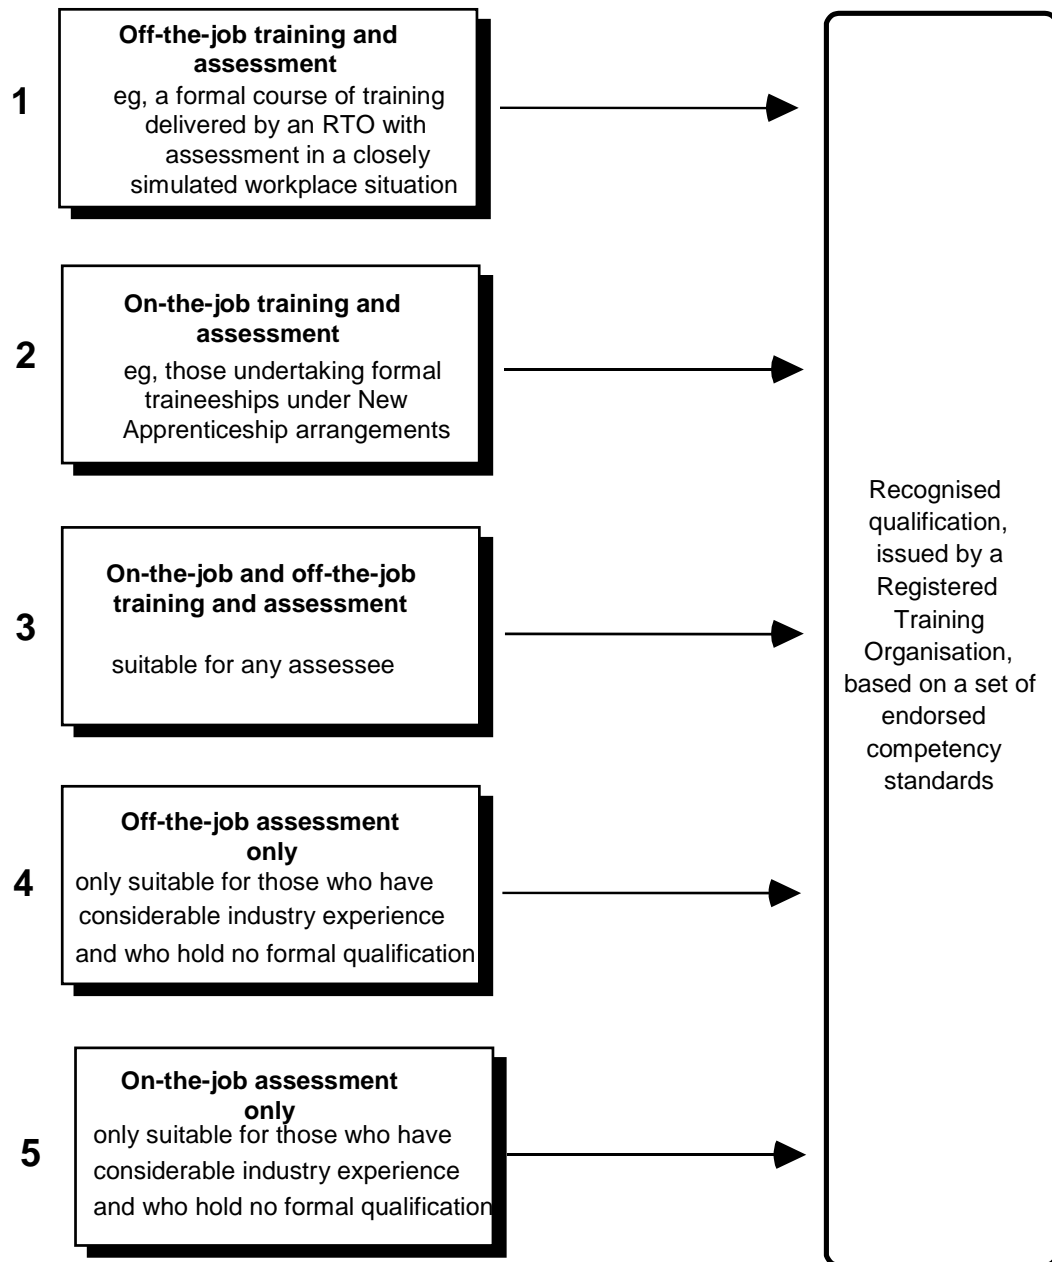 1
Off-the-job training and
assessment
eg, a formal course of training
delivered by an RTO with
assessment in a closely
simulated workplace situation
2
On-the-job training and
assessment
eg, those undertaking formal
traineeships under New
Apprenticeship arrangements
3
On-the-job and off-the-job
training and assessment
suitable for any assessee
4
Off-the-job assessment
only
only suitable for those who have
considerable industry experience
and who hold no formal qualification
5
On-the-job assessment
only
only suitable for those who have
considerable industry experience
and who hold no formal qualification
Recognised
qualification,
issued by a
Registered
Training
Organisation,
based on a set of
endorsed
competency
standards